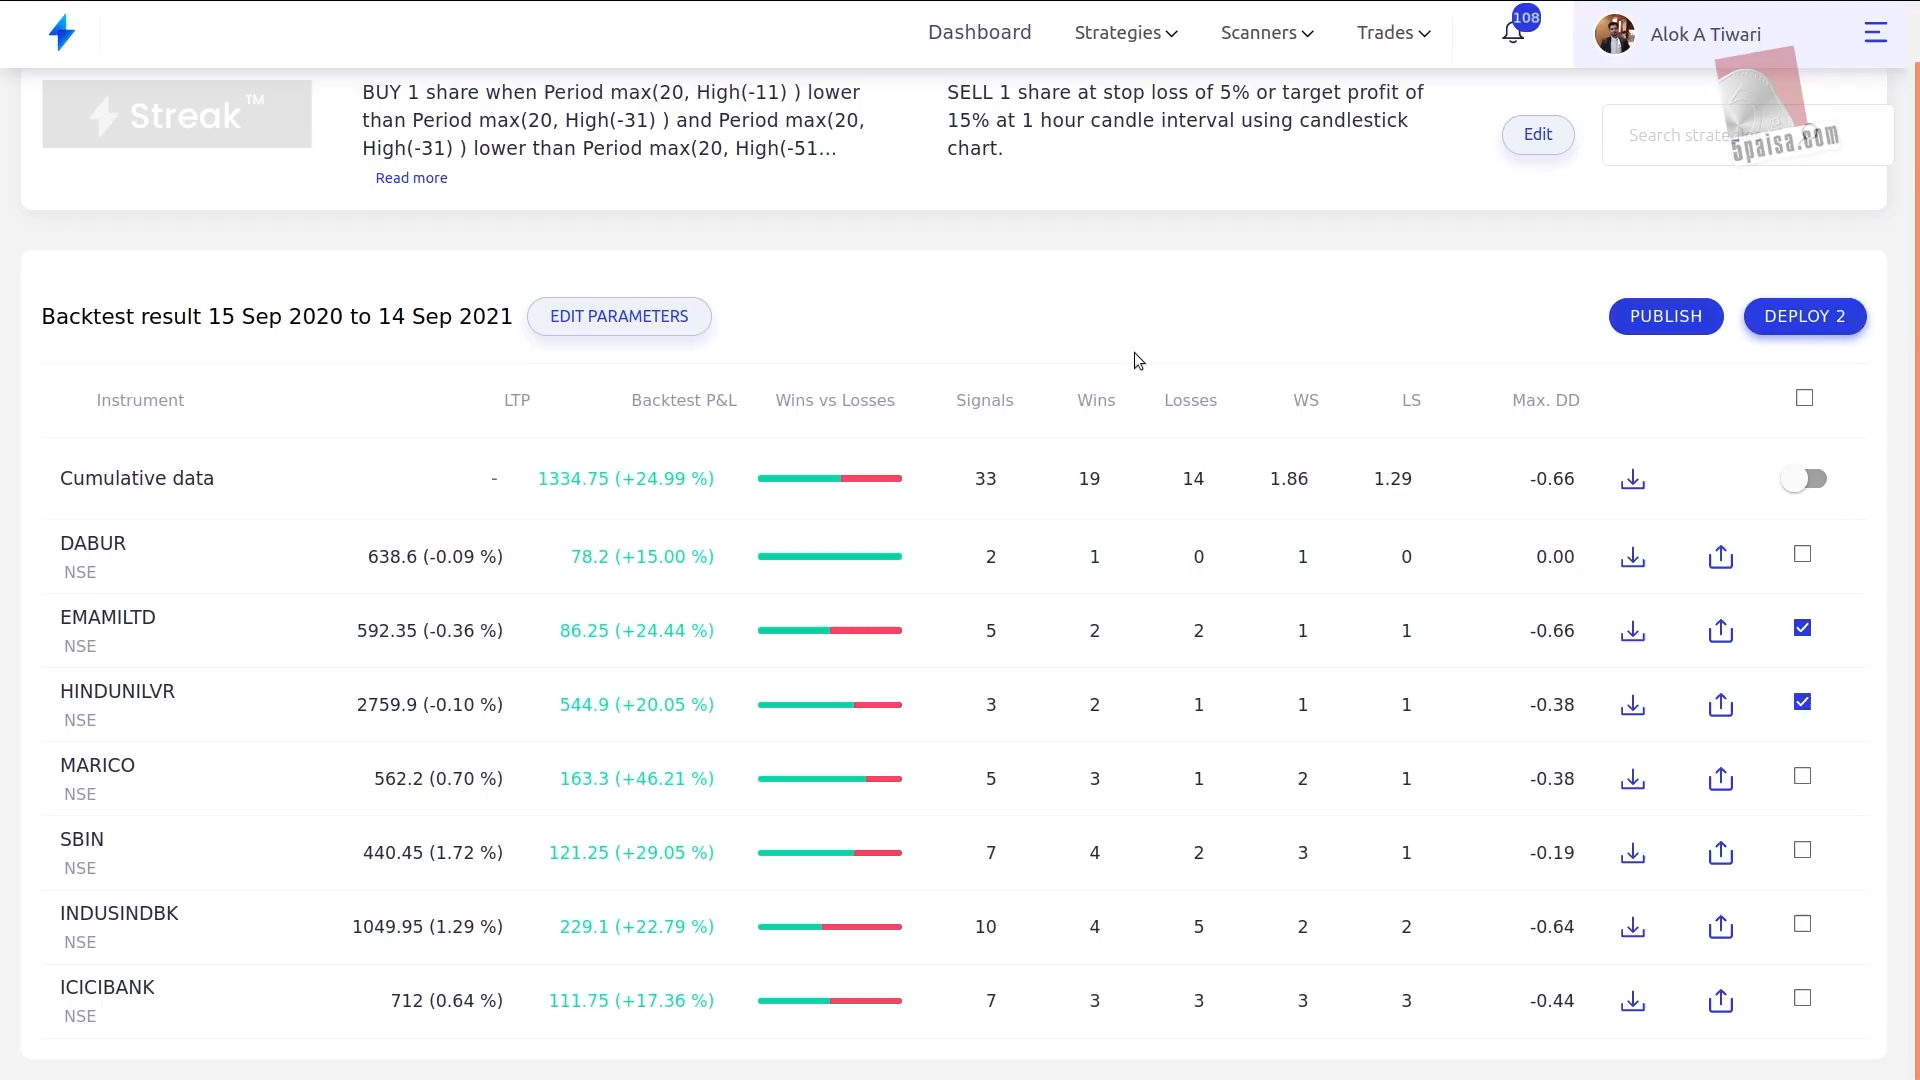 Dashboard Strategies Scanners Trades 108 Alok A Tiwari
Streak™
BUY 1 share when Period max(20, High(-11) ) lower
than Period max(20, High(-31) ) and Period max(20,
High(-31) ) lower than Period max(20, High(-51...
Read more
SELL 1 share at stop loss of 5% or target profit of
15% at 1 hour candle interval using candlestick
chart.
Edit
Search strate
5paisa.com
Backtest result 15 Sep 2020 to 14 Sep 2021 EDIT PARAMETERS PUBLISH DEPLOY 2
Instrument LTP Backtest P&L Wins vs Losses Signals Wins Losses WS LS Max. DD
Cumulative data - 1334.75 (+24.99 %) 33 19 14 1.86 1.29 -0.66
DABUR
NSE
638.6 (-0.09 %) 78.2 (+15.00 %) 2 1 0 1 0 0.00
EMAMILTD
NSE
592.35 (-0.36 %) 86.25 (+24.44 %) 5 2 2 1 1 -0.66
HINDUNILVR
NSE
2759.9 (-0.10 %) 544.9 (+20.05 %) 3 2 1 1 1 -0.38
MARICO
NSE
562.2 (0.70 %) 163.3 (+46.21 %) 5 3 1 2 1 -0.38
SBIN
NSE
440.45 (1.72 %) 121.25 (+29.05 %) 7 4 2 3 1 -0.19
INDUSINDBK
NSE
1049.95 (1.29 %) 229.1 (+22.79 %) 10 4 5 2 2 -0.64
ICICIBANK
NSE
712 (0.64 %) 111.75 (+17.36 %) 7 3 3 3 3 -0.44